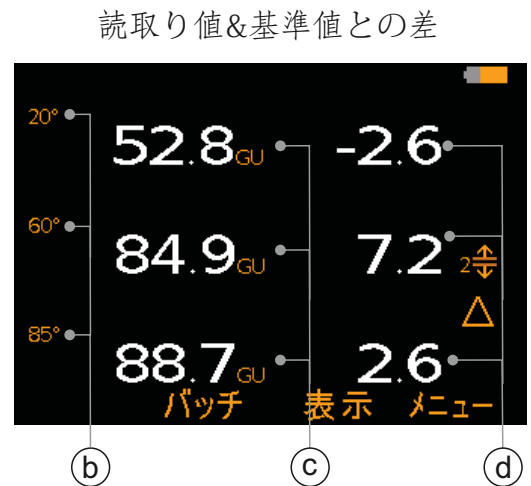 読取り値&基準値との差
20° 52.8GU -2.6
60° 84.9GU 7.2 2
△
85° 88.7GU 2.6
バッチ 表示 メニュー
b c d